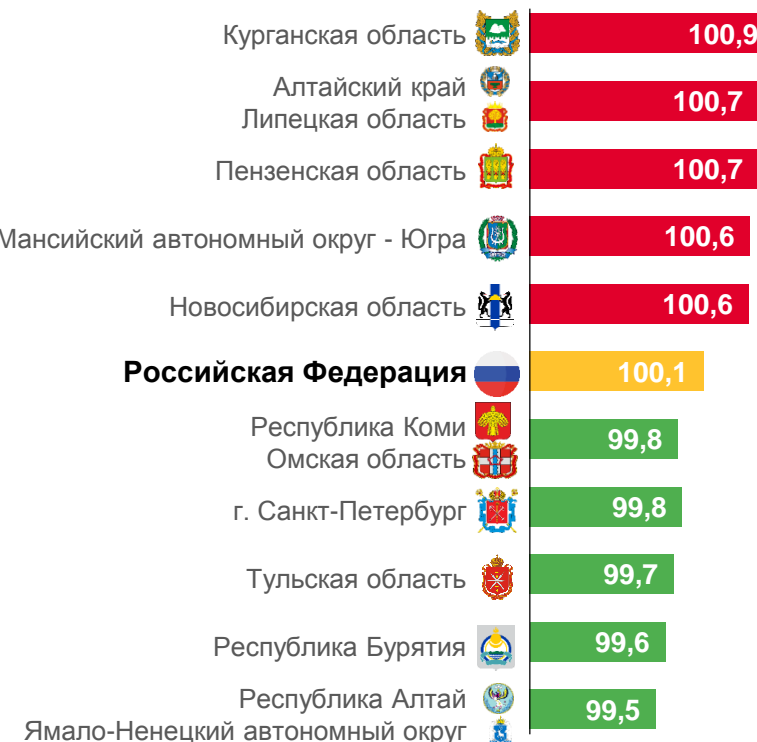 Курганская область 100,9
Алтайский край
Липецкая область 100,7
Пензенская область 100,7
Мансийский автономный округ - Югра 100,6
Новосибирская область 100,6
Российская Федерация 100,1
Республика Коми
Омская область 99,8
г. Санкт-Петербург 99,8
Тульская область 99,7
Республика Бурятия 99,6
Республика Алтай
Ямало-Ненецкий автономный округ 99,5